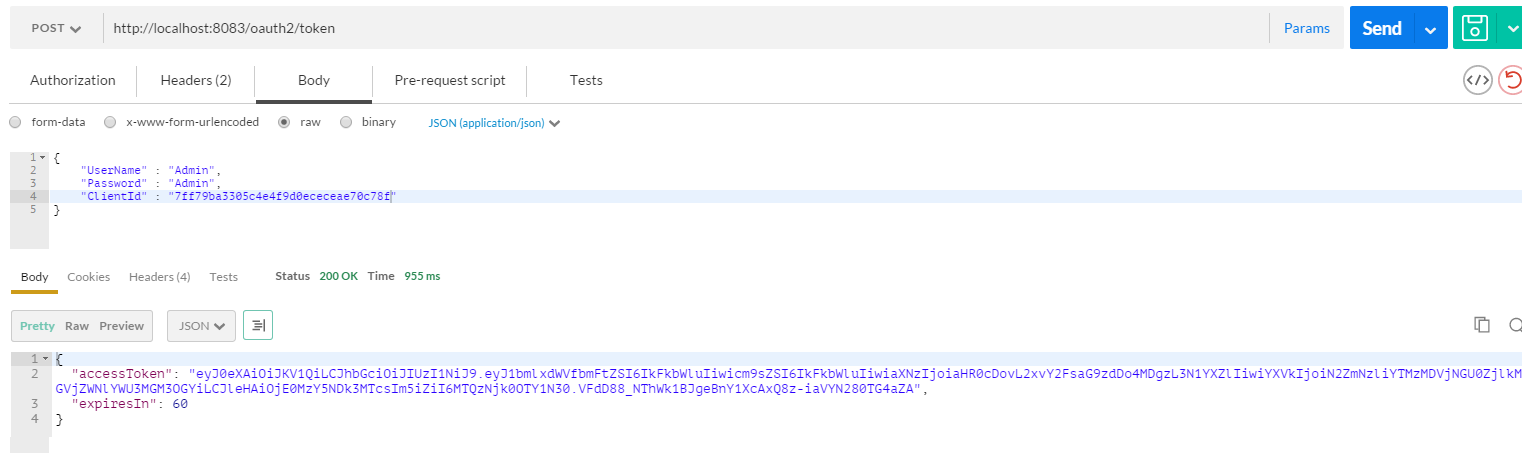 POST http://localhost:8083/oauth2/token Params Send
Authorization Headers (2) Body Pre-request script Tests
form-data x-www-form-urlencoded raw binary JSON (application/json)
1 {
2 "UserName" : "Admin",
3 "Password" : "Admin",
4 "ClientId" : "7ff79ba3305c4e4f9d0ececeae70c78f"
5 }
Body Cookies Headers (4) Tests Status 200 OK Time 955 ms
Pretty Raw Preview JSON
1 {
2 "accessToken": "eyJ0eXAiOiJKV1QiLCJhbGciOiJIUzI1NiJ9.eyJ1bmlxdWVfbmFtZSI6IkFkbWluIiwicm9sZSI6IkFkbWluIiwiaXNzIjoiaHR0cDovL2xvY2FsaG9zdDo4MDgzL3N1YXZlIiwiYXVkIjoiN2ZmNzliYTMzMDVjNGU0ZjlkM
GVjZWNlYWU3MGM3OGYiLCJleHAiOjE0MzY5NDk3MTcsIm5iZiI6MTQzNjk0OTY1N30.VFdD88_NThWk1BJgeBnY1XcAxQ8z-iaVYN280TG4aZA",
3 "expiresIn": 60
4 }